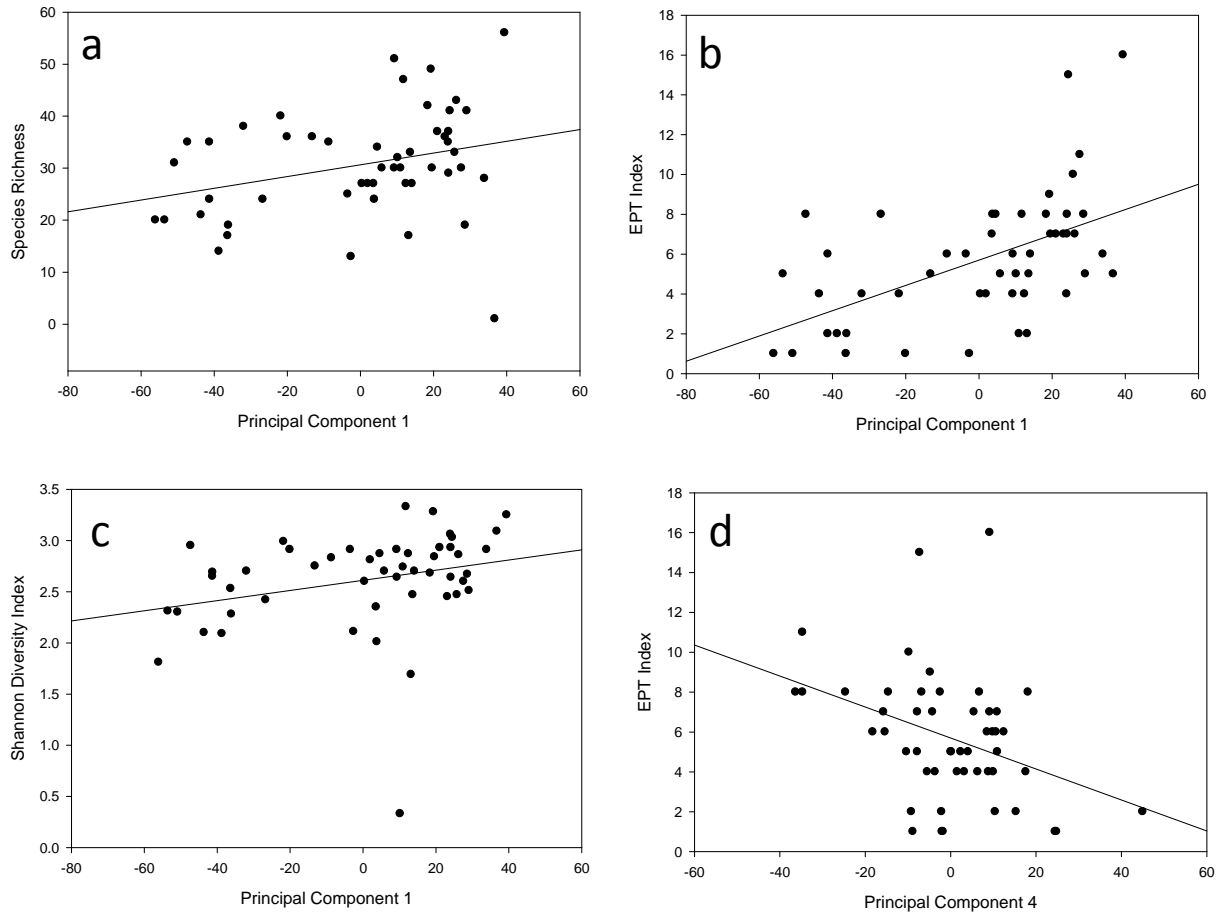 a
60
50
40
30
20
10
0
Species Richness
-80 -60 -40 -20 0 20 40 60
Principal Component 1
b
18
16
14
12
10
8
6
4
2
0
EPT Index
-80 -60 -40 -20 0 20 40 60
Principal Component 1
c
3.5
3.0
2.5
2.0
1.5
1.0
0.5
0.0
Shannon Diversity Index
-80 -60 -40 -20 0 20 40 60
Principal Component 1
d
18
16
14
12
10
8
6
4
2
0
EPT Index
-80 -60 -40 -20 0 20 40 60
Principal Component 4